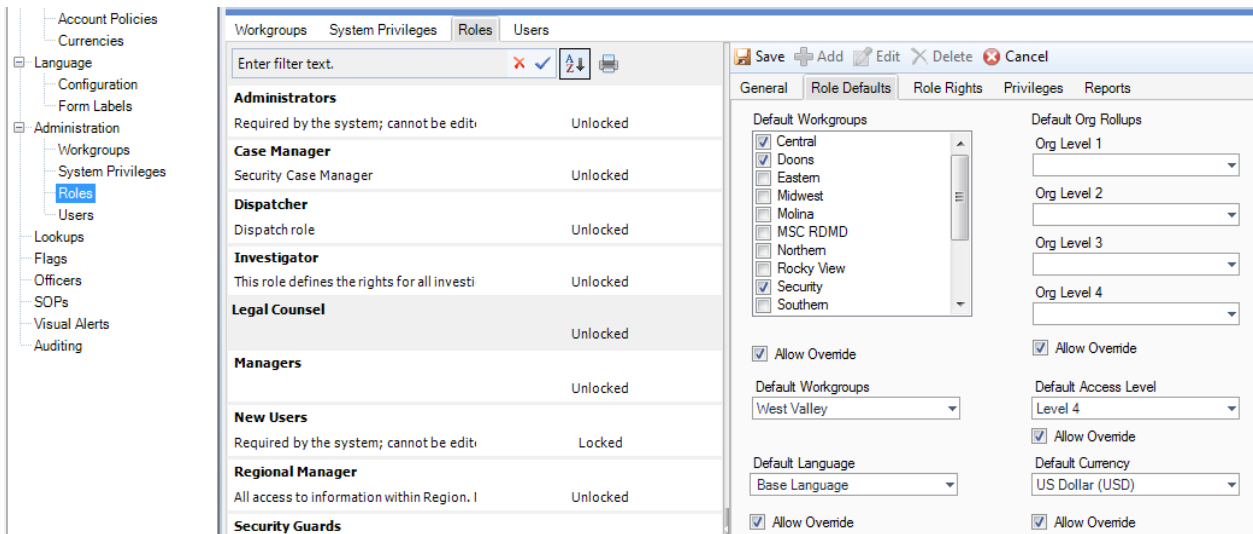 Account Policies
Currencies
Language
Configuration
Form Labels
Administration
Workgroups
System Privileges
Roles
Users
Lookups
Flags
Officers
SOPs
Visual Alerts
Auditing
Workgroups System Privileges Roles Users
Enter filter text.
Administrators
Required by the system; cannot be edit Unlocked
Case Manager
Security Case Manager Unlocked
Dispatcher
Dispatch role Unlocked
Investigator
This role defines the rights for all investi Unlocked
Legal Counsel
Unlocked
Managers
Unlocked
New Users
Required by the system; cannot be edit Locked
Regional Manager
All access to information within Region. Unlocked
Security Guards
Save Add Edit Delete Cancel
General Role Defaults Role Rights Privileges Reports
Default Workgroups
Central
Doons
Eastern
Midwest
Molina
MSC RDMD
Northern
Rocky View
Security
Southern
Allow Override
Default Workgroups
West Valley
Default Language
Base Language
Allow Override
Default Org Rollups
Org Level 1
Org Level 2
Org Level 3
Org Level 4
Allow Override
Default Access Level
Level 4
Allow Override
Default Currency
US Dollar (USD)
Allow Override